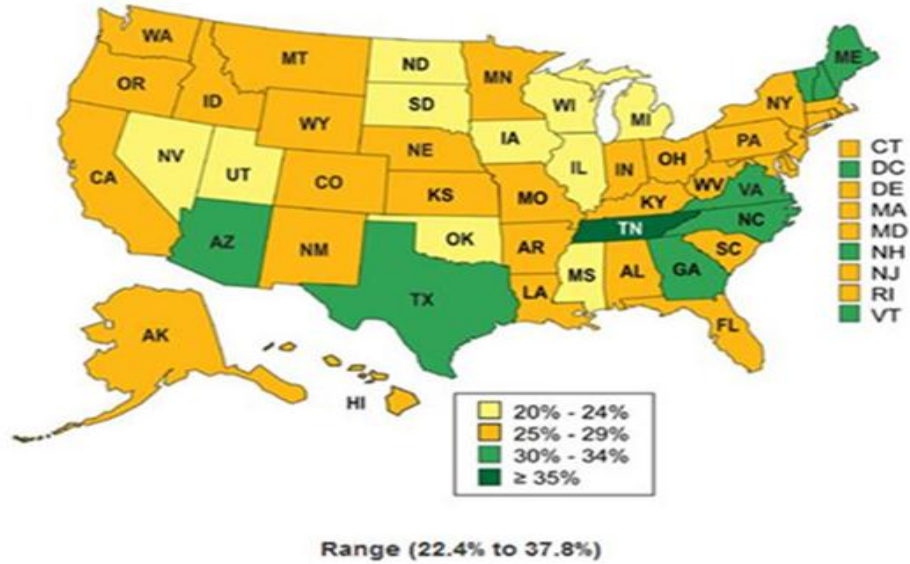 WA
MT
ND
MN
ME
OR
ID
SD
WI
MI
NY
WY
IA
PA
NV
NE
IL
IN
OH
UT
CA
CO
KS
MO
WV
VA
KY
NC
AZ
NM
OK
AR
TN
SC
MS
AL
GA
TX
LA
FL
AK
HI
CT
DC
DE
MA
MD
NH
NJ
RI
VT
20% - 24%
25% - 29%
30% - 34%
≥ 35%
Range (22.4% to 37.8%)